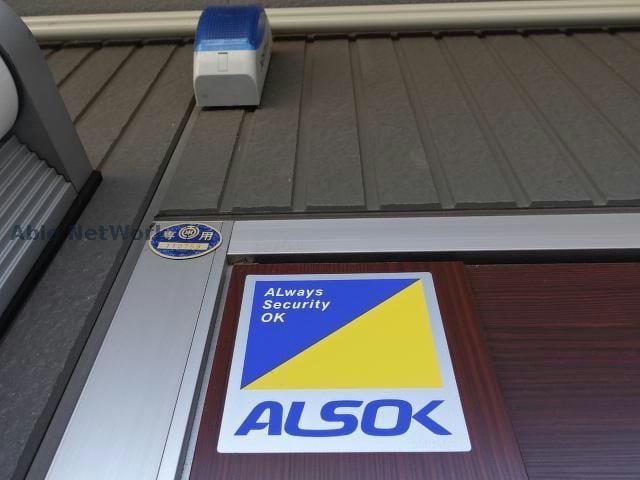 Able NetWork
専 用
ALways
Security
OK
ALSOK